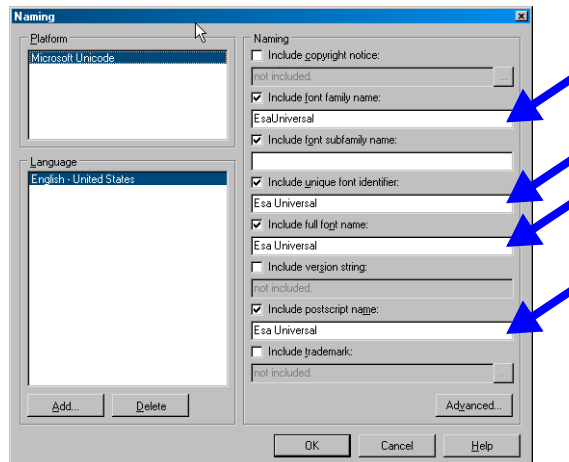 Naming
Platform
Microsoft Unicode
Language
English - United States
Add...
Delete
Naming
Include copyright notice:
not included.
...
Include font family name:
EsaUniversal
Include font subfamily name:
Include unique font identifier:
Esa Universal
Include full font name:
Esa Universal
Include version string:
not included.
Include postscript name:
Esa Universal
Include trademark:
not included.
...
Advanced...
OK
Cancel
Help